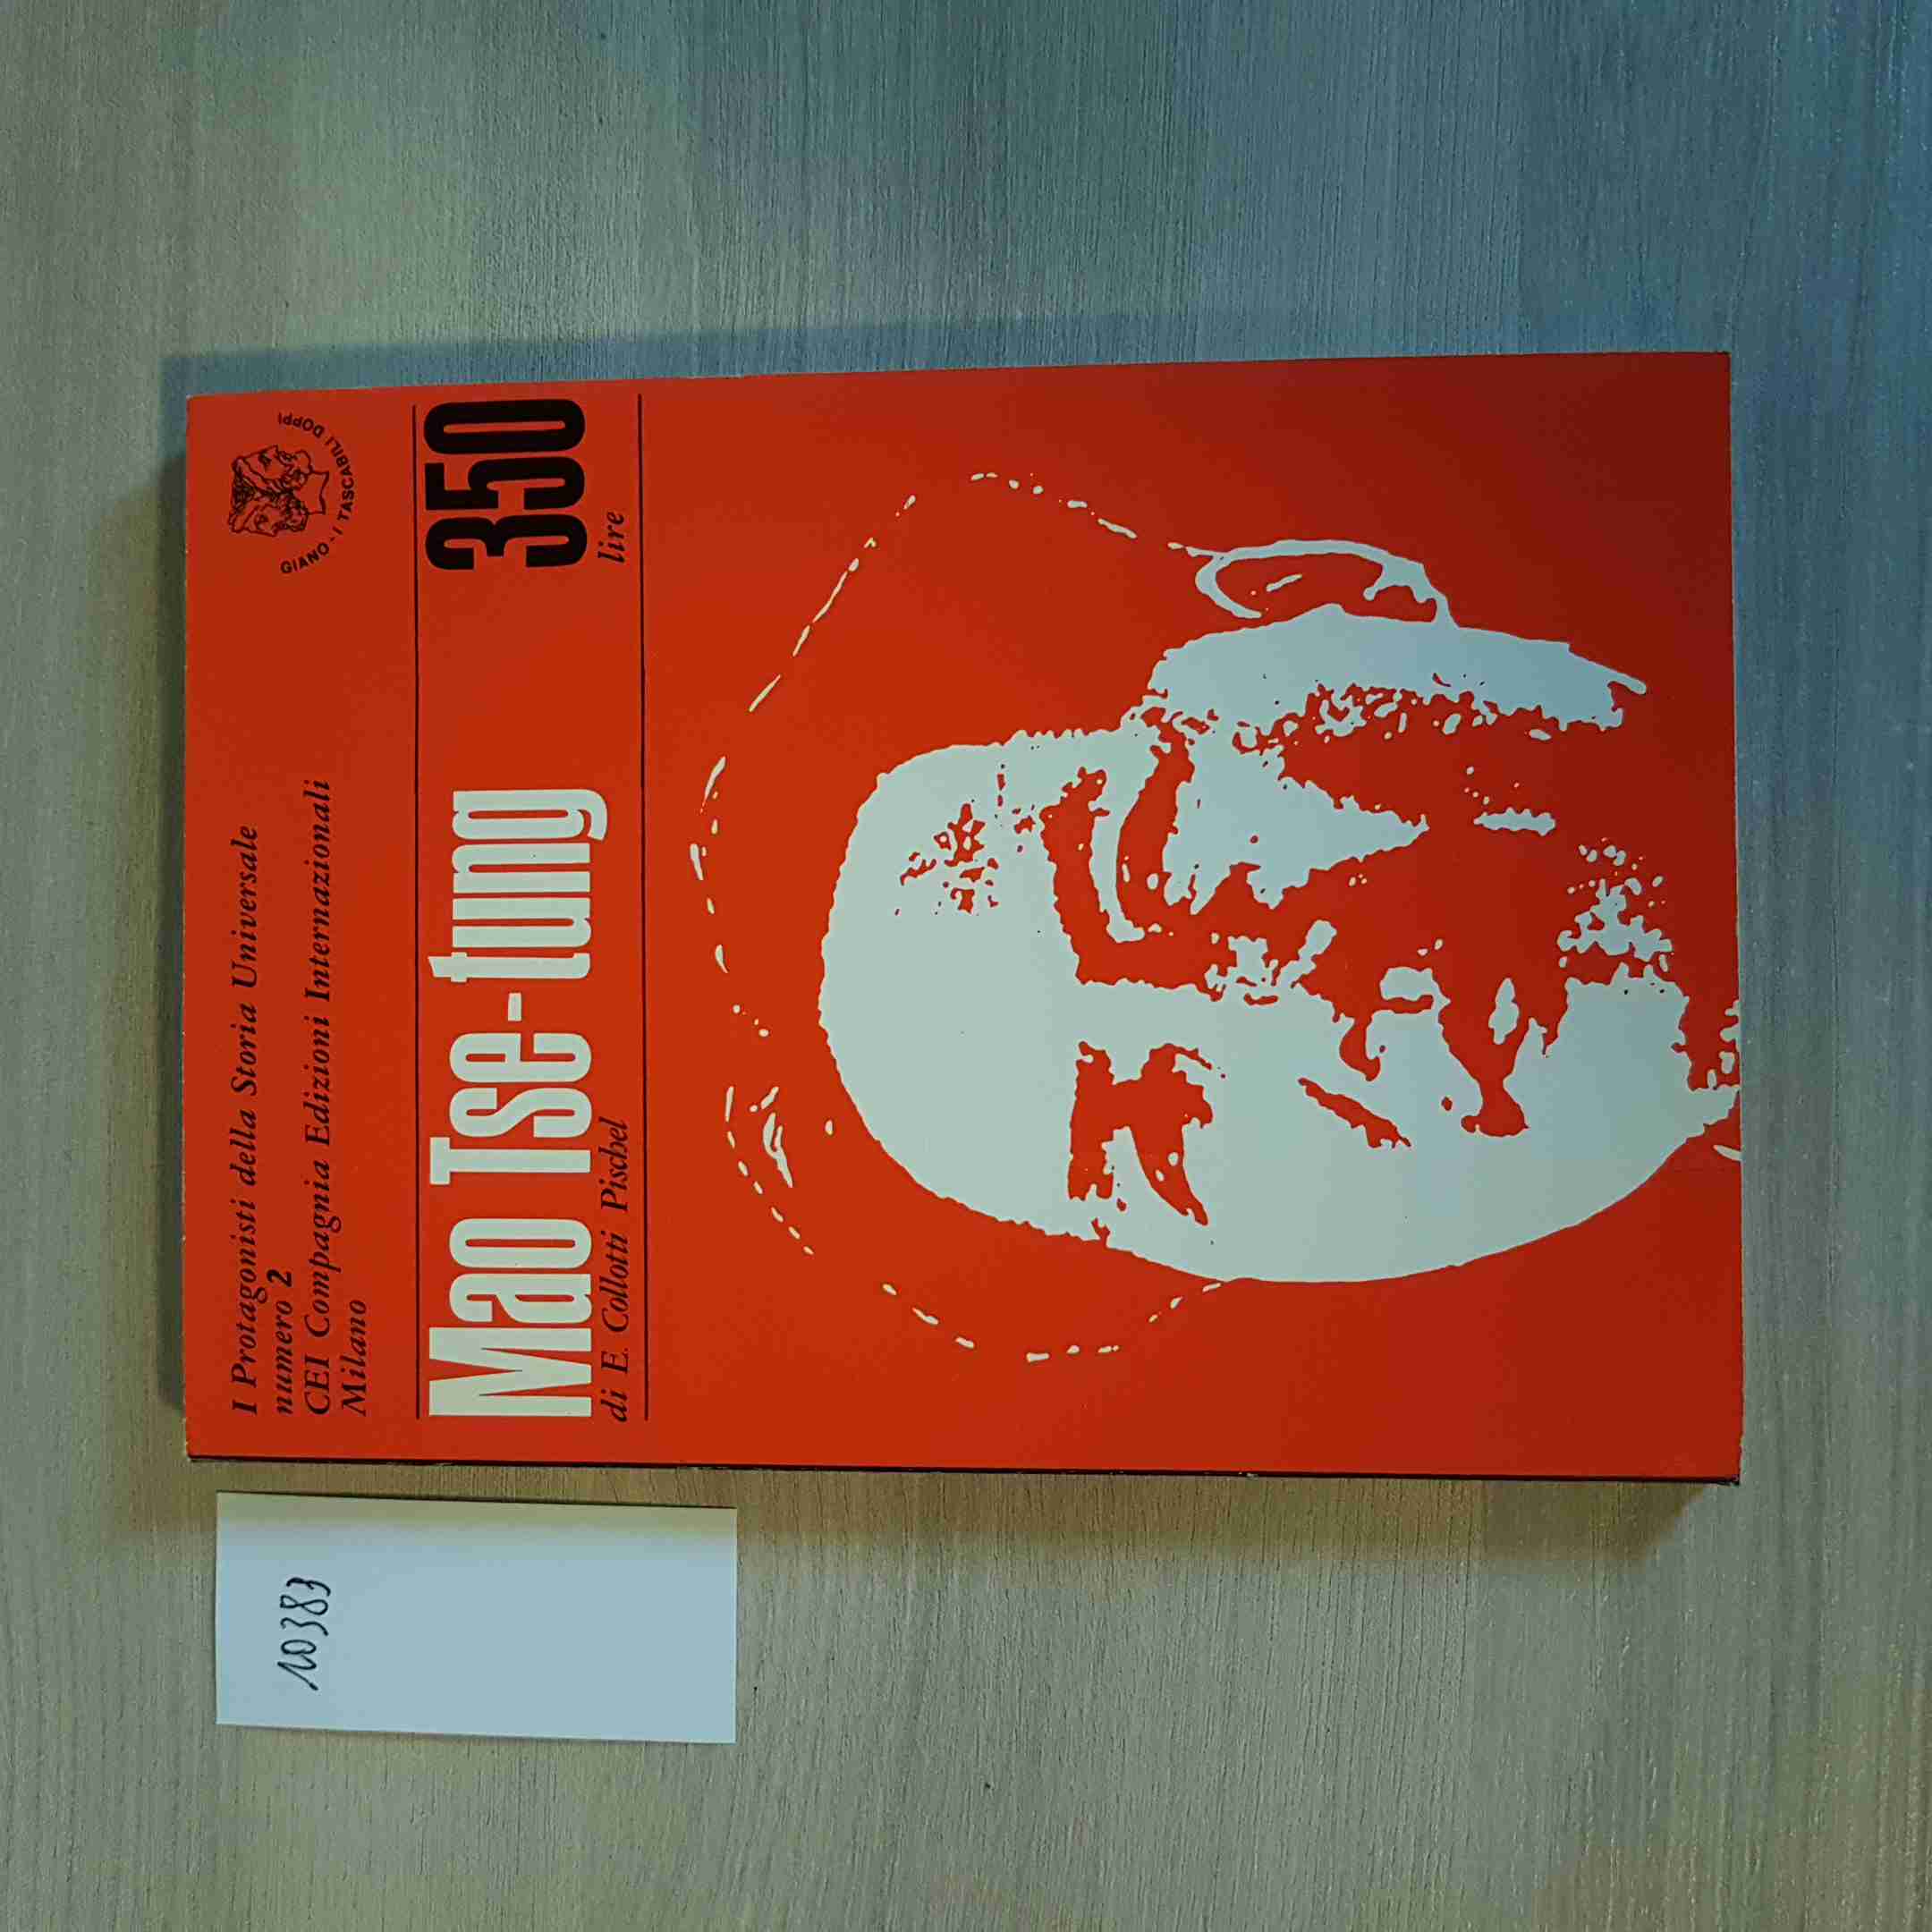 I Protagonisti della Storia Universale
numero 2
CEI Compagnia Edizioni Internazionali
Milano
GIANO - I TASCABILI DOPPI
Mao Tse-tung
350
di E. Collotti Pischel
lire
10383